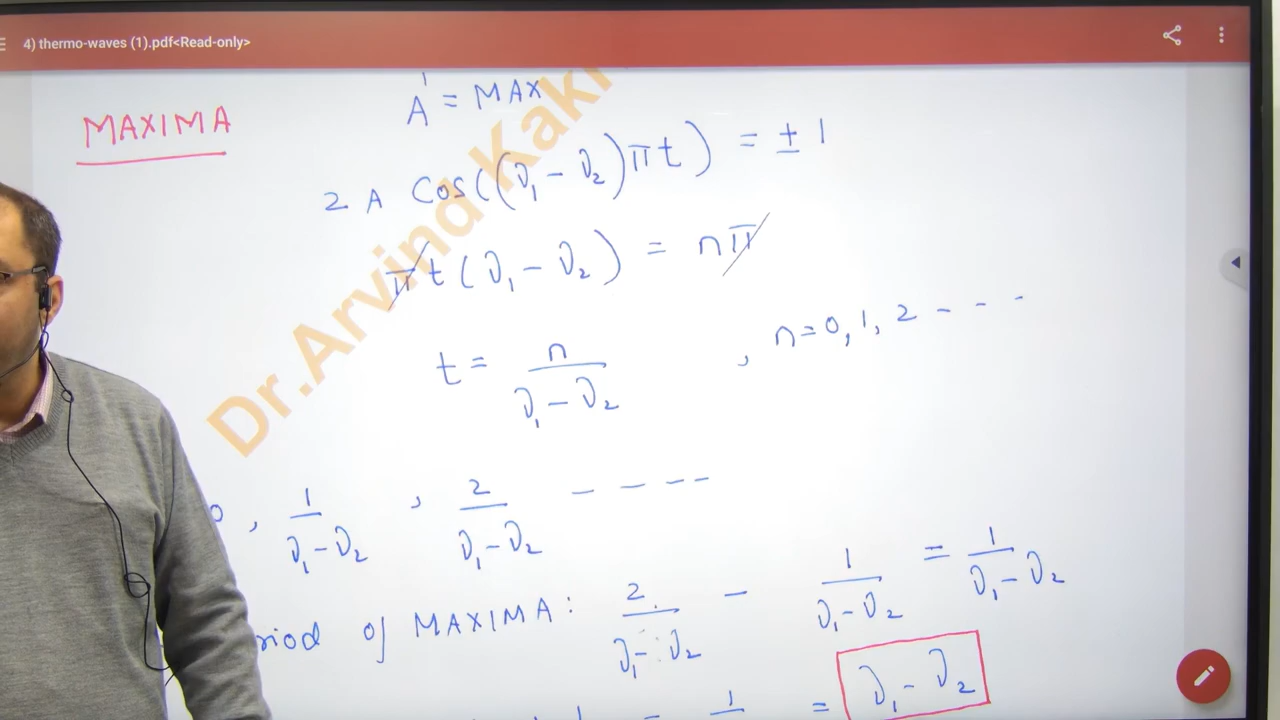 4) thermo-waves (1).pdf<Read-only>
MAXIMA
A' = MAX
2 A Cos((ν₁ - ν₂)πt) = ± 1
πt(ν₁ - ν₂) = nπ
t = n/(ν₁ - ν₂) , n=0, 1, 2 - - -
0, 1/(ν₁-ν₂) , 2/(ν₁-ν₂) - - - -
riod of MAXIMA: 2/(ν₁-ν₂) - 1/(ν₁-ν₂) = 1/(ν₁-ν₂)
= 1 = ν₁-ν₂
Dr.Arvind Kaki